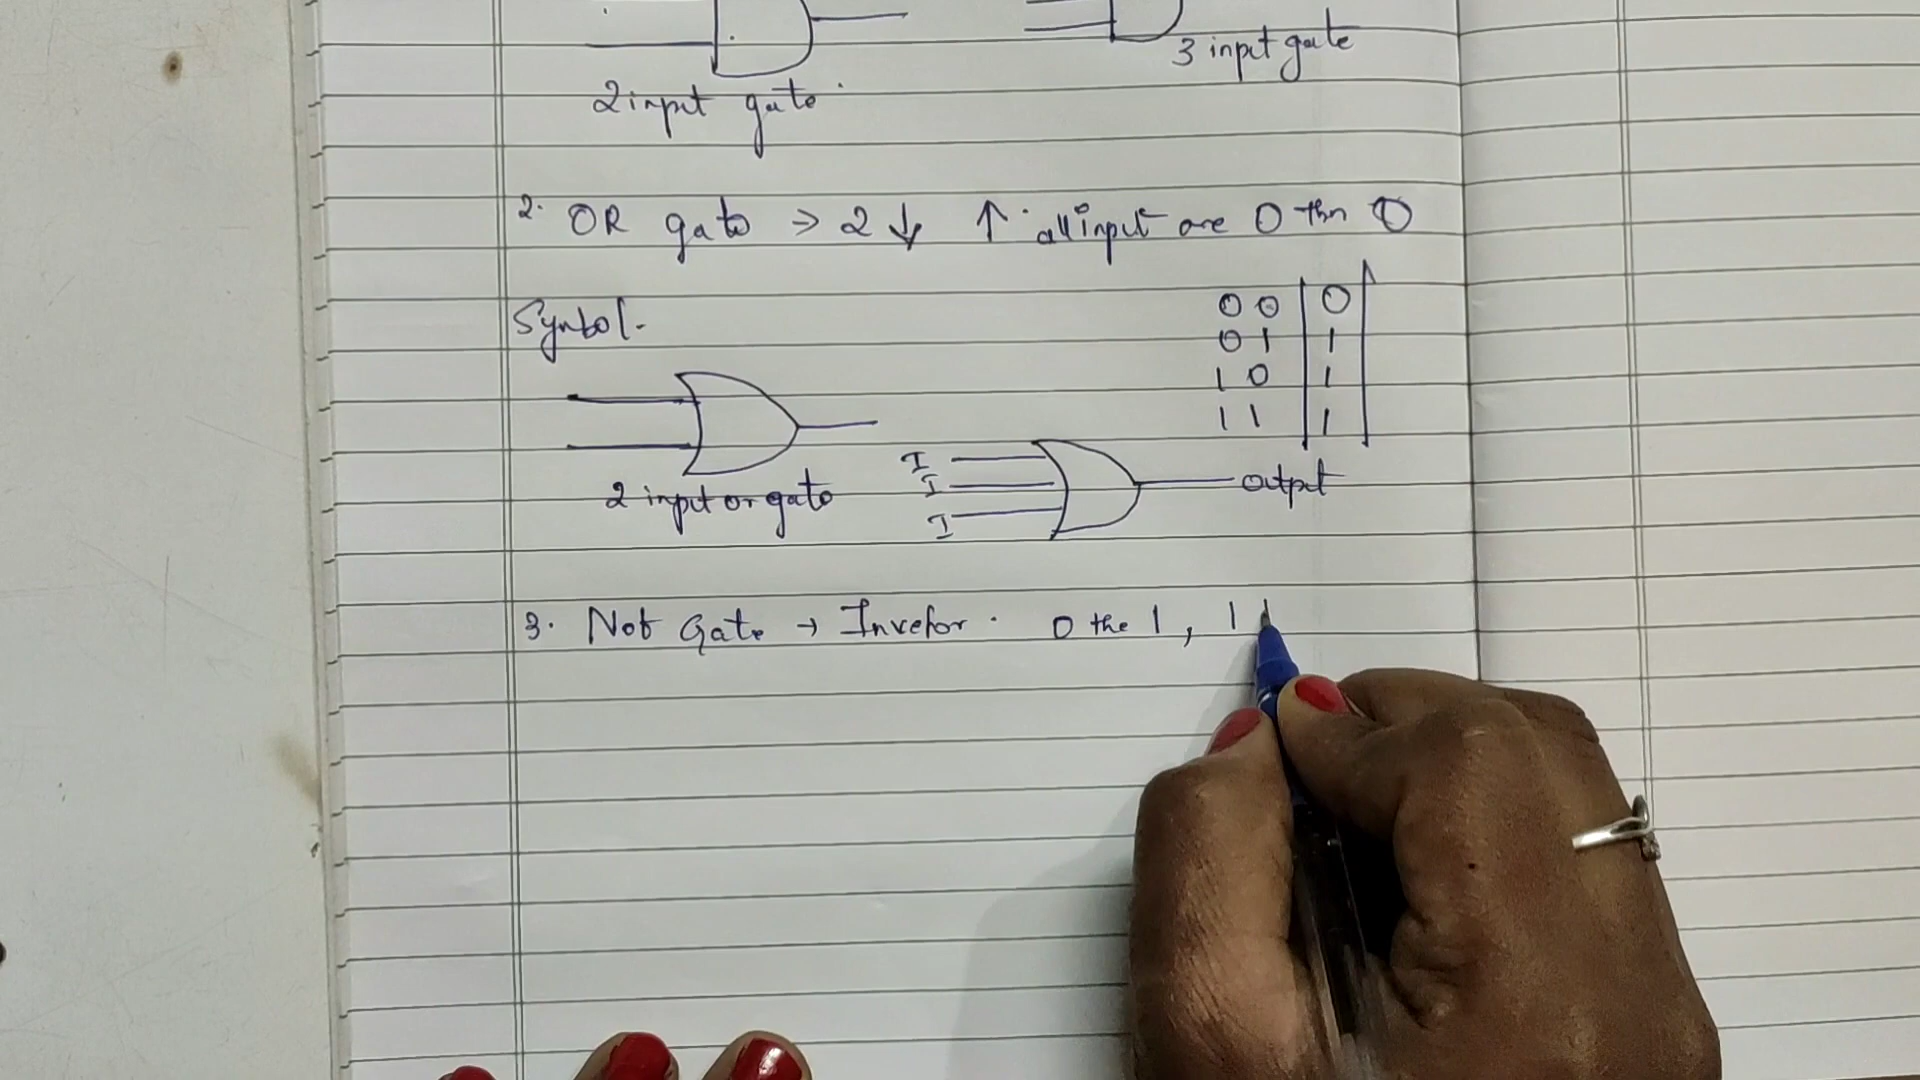 3 input gate
2 input gate
2. OR gate → 2 ↓ ↑ all input are 0 thn 0
Symbol.
0 0 | 0
0 1 | 1
1 0 | 1
1 1 | 1
I
I
I
output
2 input or gate
3. Not Gate → Invetor. 0 the 1, 1